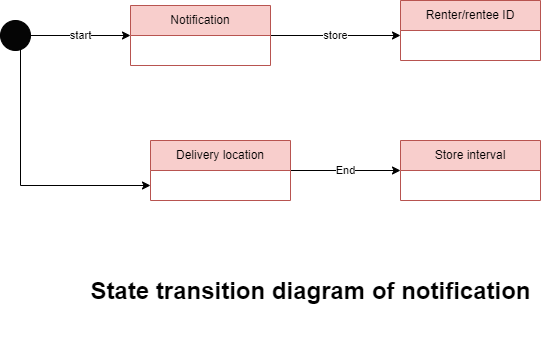 Notification
Renter/rentee ID
start
store
Delivery location
Store interval
End
State transition diagram of notification